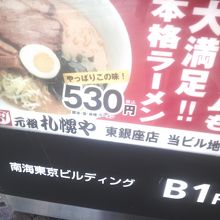 大満足!!
本格ラーメン
やっぱりこの味!
530円
元祖 札幌や 東銀座店 当ビル地
南海東京ビルディング B1